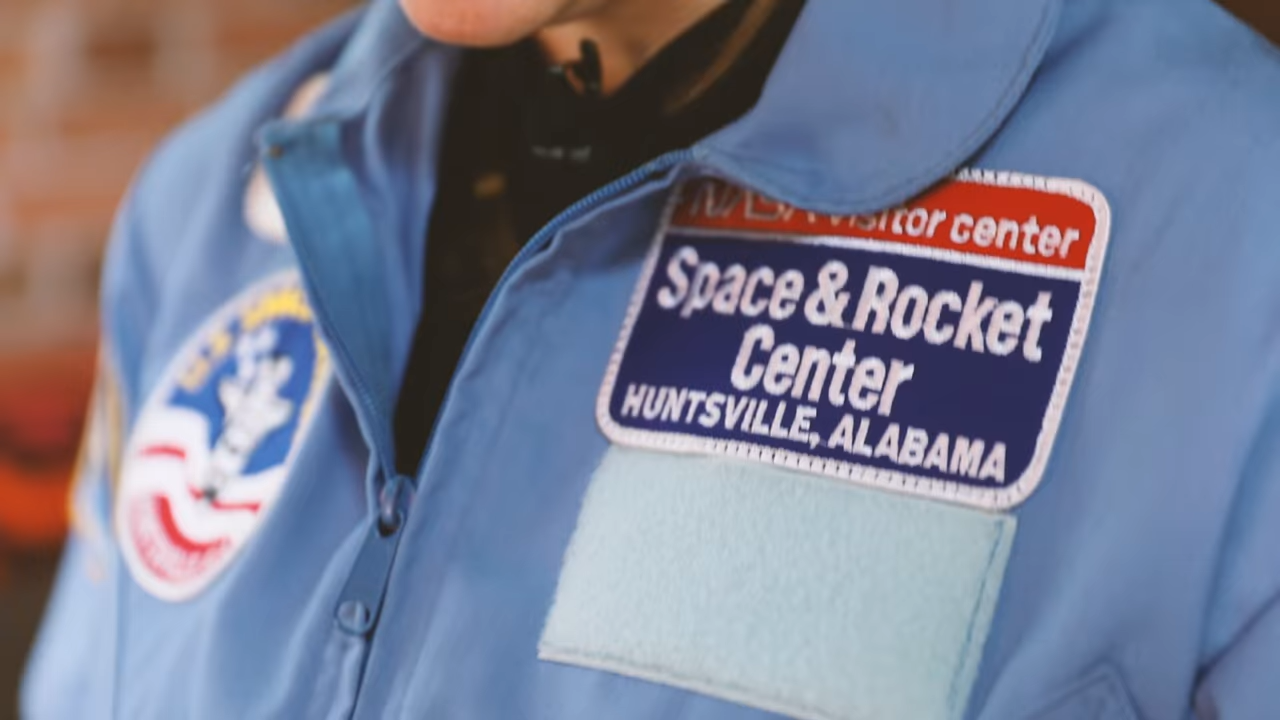 NASA visitor center
Space & Rocket
Center
HUNTSVILLE, ALABAMA